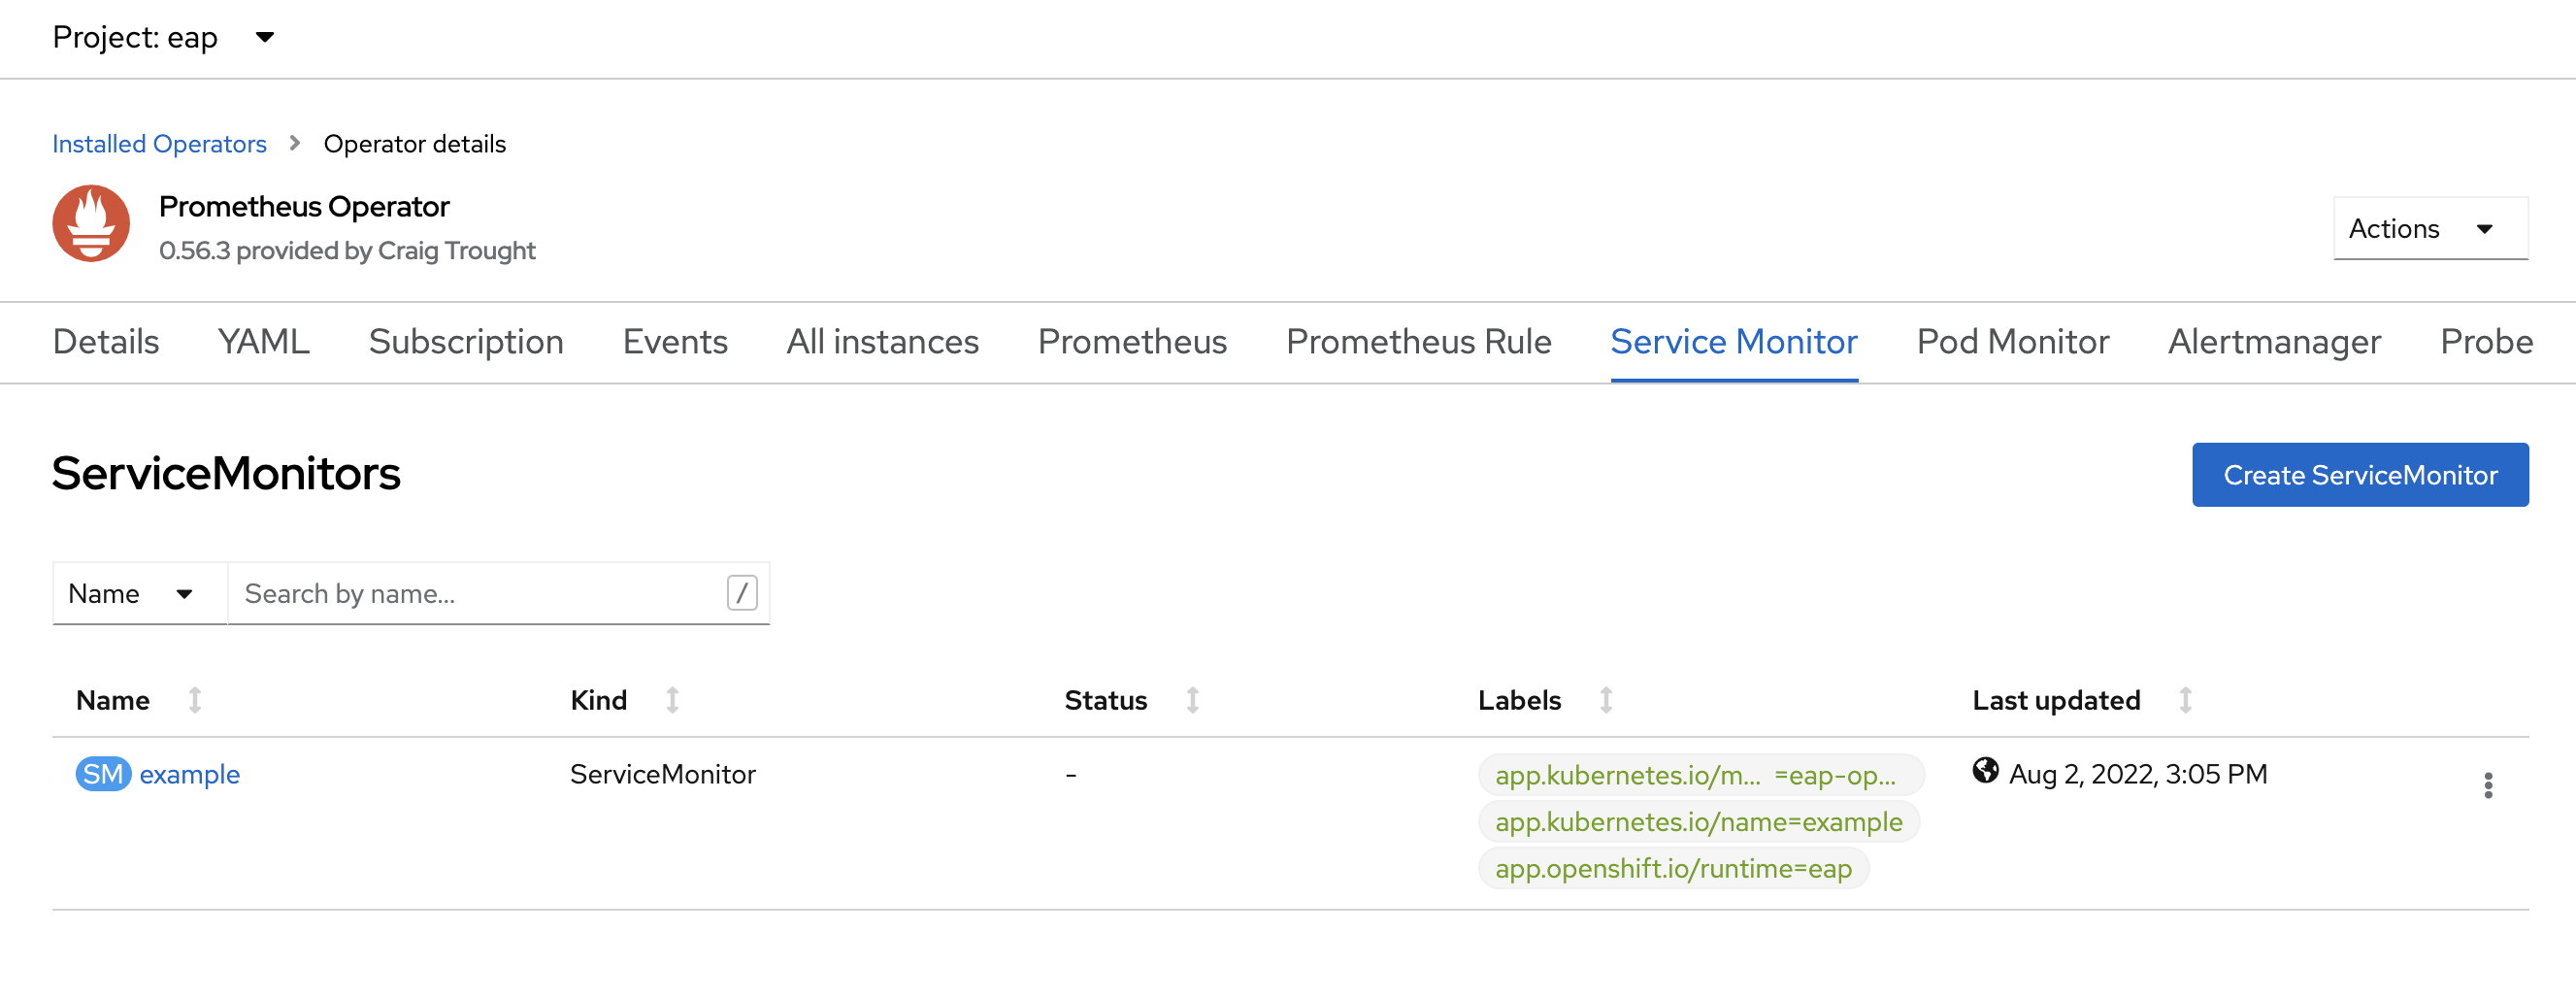 Project: eap
Installed Operators > Operator details
Prometheus Operator
0.56.3 provided by Craig Trought
Actions
Details YAML Subscription Events All instances Prometheus Prometheus Rule Service Monitor Pod Monitor Alertmanager Probe
ServiceMonitors
Create ServiceMonitor
Name Search by name... /
Name Kind Status Labels Last updated
SM example ServiceMonitor - app.kubernetes.io/m... =eap-op... Aug 2, 2022, 3:05 PM
app.kubernetes.io/name=example
app.openshift.io/runtime=eap